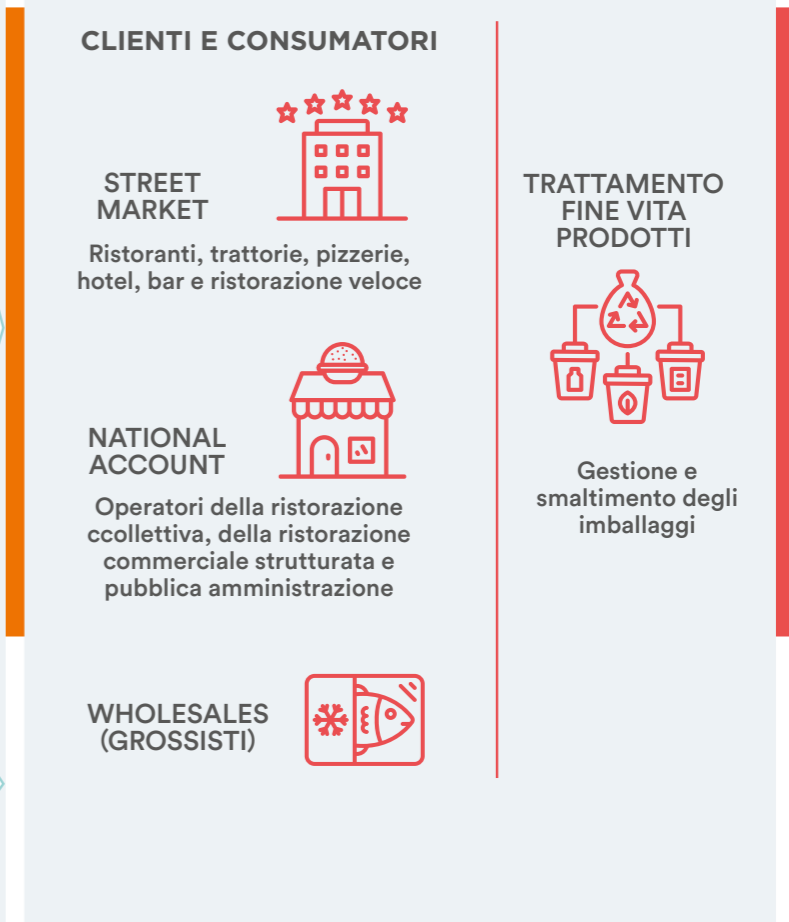 CLIENTI E CONSUMATORI
STREET
MARKET
Ristoranti, trattorie, pizzerie,
hotel, bar e ristorazione veloce
NATIONAL
ACCOUNT
Operatori della ristorazione
ccollettiva, della ristorazione
commerciale strutturata e
pubblica amministrazione
WHOLESALES
(GROSSISTI)
TRATTAMENTO
FINE VITA
PRODOTTI
Gestione e
smaltimento degli
imballaggi